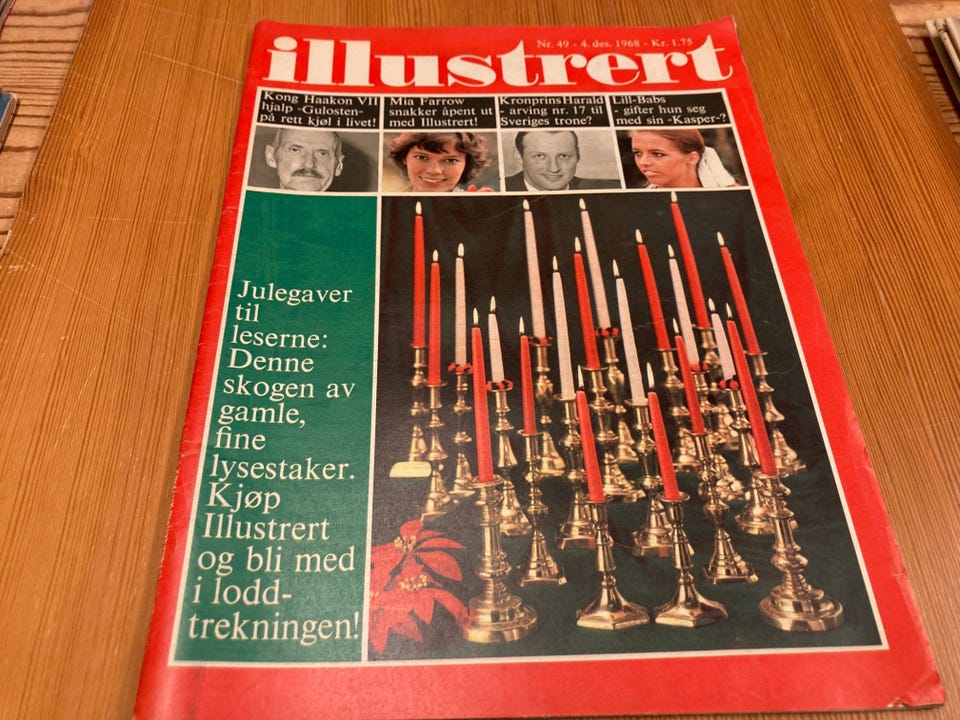 Nr. 49 - 4. des. 1968 - Kr. 1.75
illustrert
Kong Haakon VII
hjalp -Gulosten-
på rett kjøl i livet!
Mia Farrow
snakker åpent ut
med Illustrert!
Kronprins Harald
- arving nr. 17 til
Sveriges trone?
Lill-Babs
- gifter hun seg
med sin -Kasper-?
Julegaver
til
leserne:
Denne
skogen av
gamle,
fine
lysestaker.
Kjøp
Illustrert
og bli med
i lodd-
trekningen!